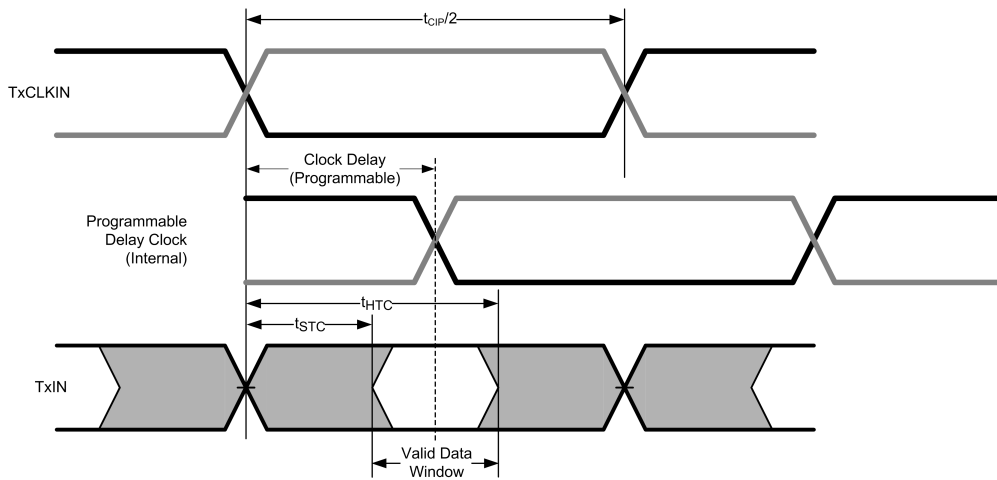 tCIP/2
TxCLKIN
Clock Delay
(Programmable)
Programmable
Delay Clock
(Internal)
tHTC
tSTC
TxIN
Valid Data
Window